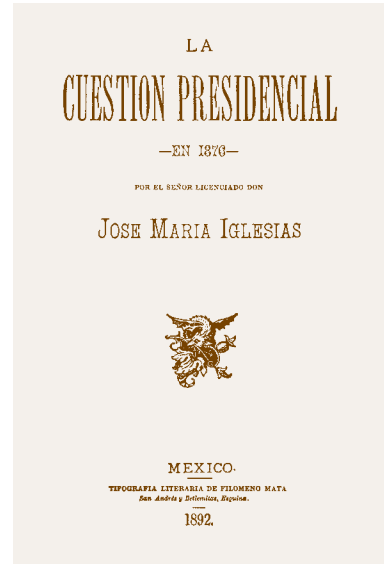 LA
CUESTION PRESIDENCIAL
—EN 1876—
POR EL SEÑOR LICENCIADO DON
JOSE MARIA IGLESIAS
MEXICO.
TIPOGRAFIA LITERARIA DE FILOMENO MATA
San Andrés y Betlemitas, Esquina.
1892.